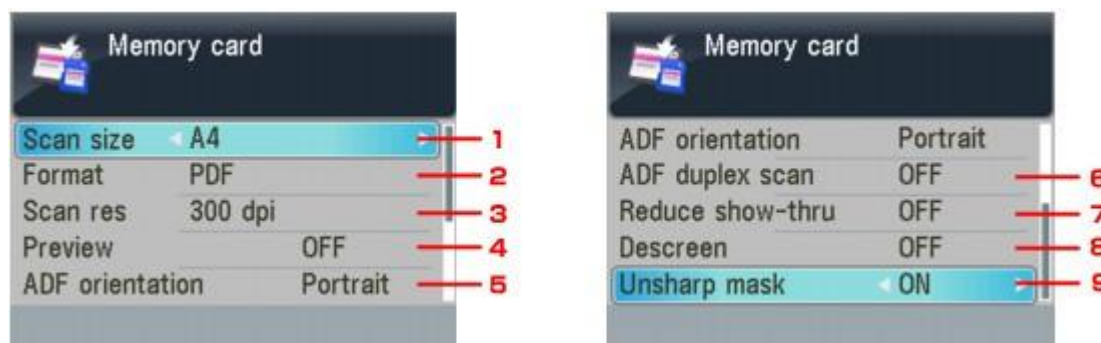 Memory card
Scan size A4 1
Format PDF 2
Scan res 300 dpi 3
Preview OFF 4
ADF orientation Portrait 5
Memory card
ADF orientation Portrait
ADF duplex scan OFF 6
Reduce show-thru OFF 7
Descreen OFF 8
Unsharp mask ON 9